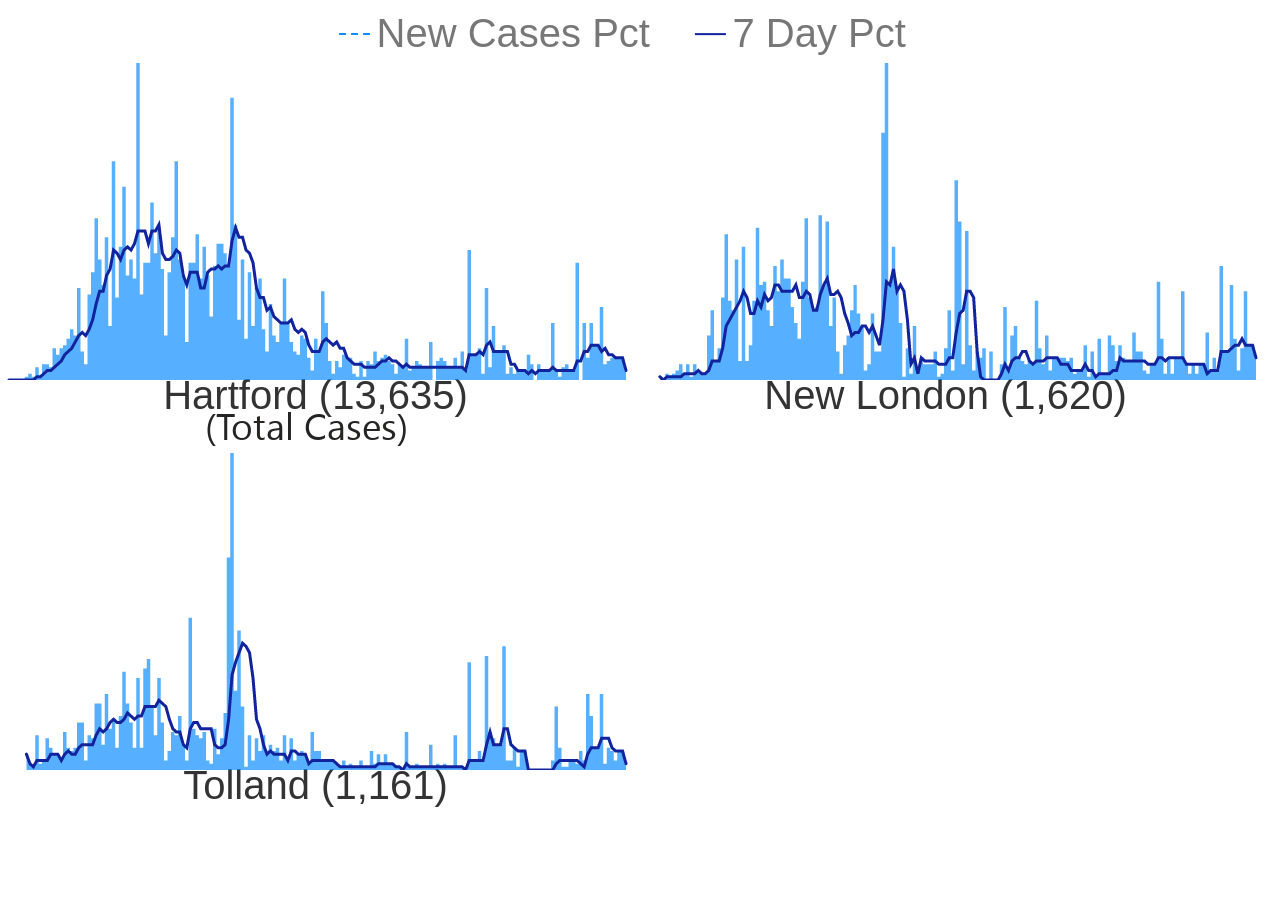 New Cases Pct 7 Day Pct
Hartford (13,635)
(Total Cases)
New London (1,620)
Tolland (1,161)